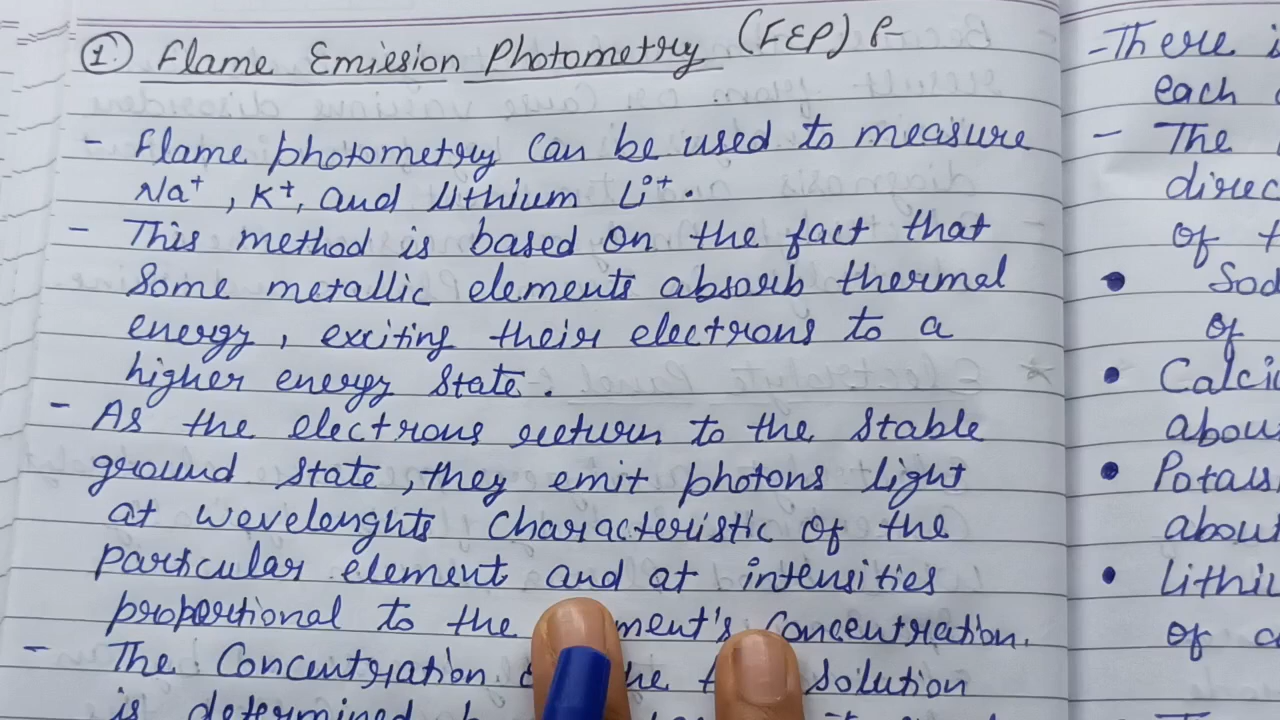 1. Flame Emission Photometry (FEP) :-
- Flame photometry can be used to measure
Na+, K+, and Lithium Li+.
- This method is based on the fact that
Some metallic elements absorb thermal
energy, exciting their electrons to a
higher energy State.
- As the electrons return to the Stable
ground State, they emit photons light
at wavelenghts Characteristic of the
particular element and at intensities
proportional to the Concentration.
- The Concentration Solution
is determined
- There
each
- The
direc
of
• Sod
of
• Calci
abou
• Potas
abou
• Lithiu
of